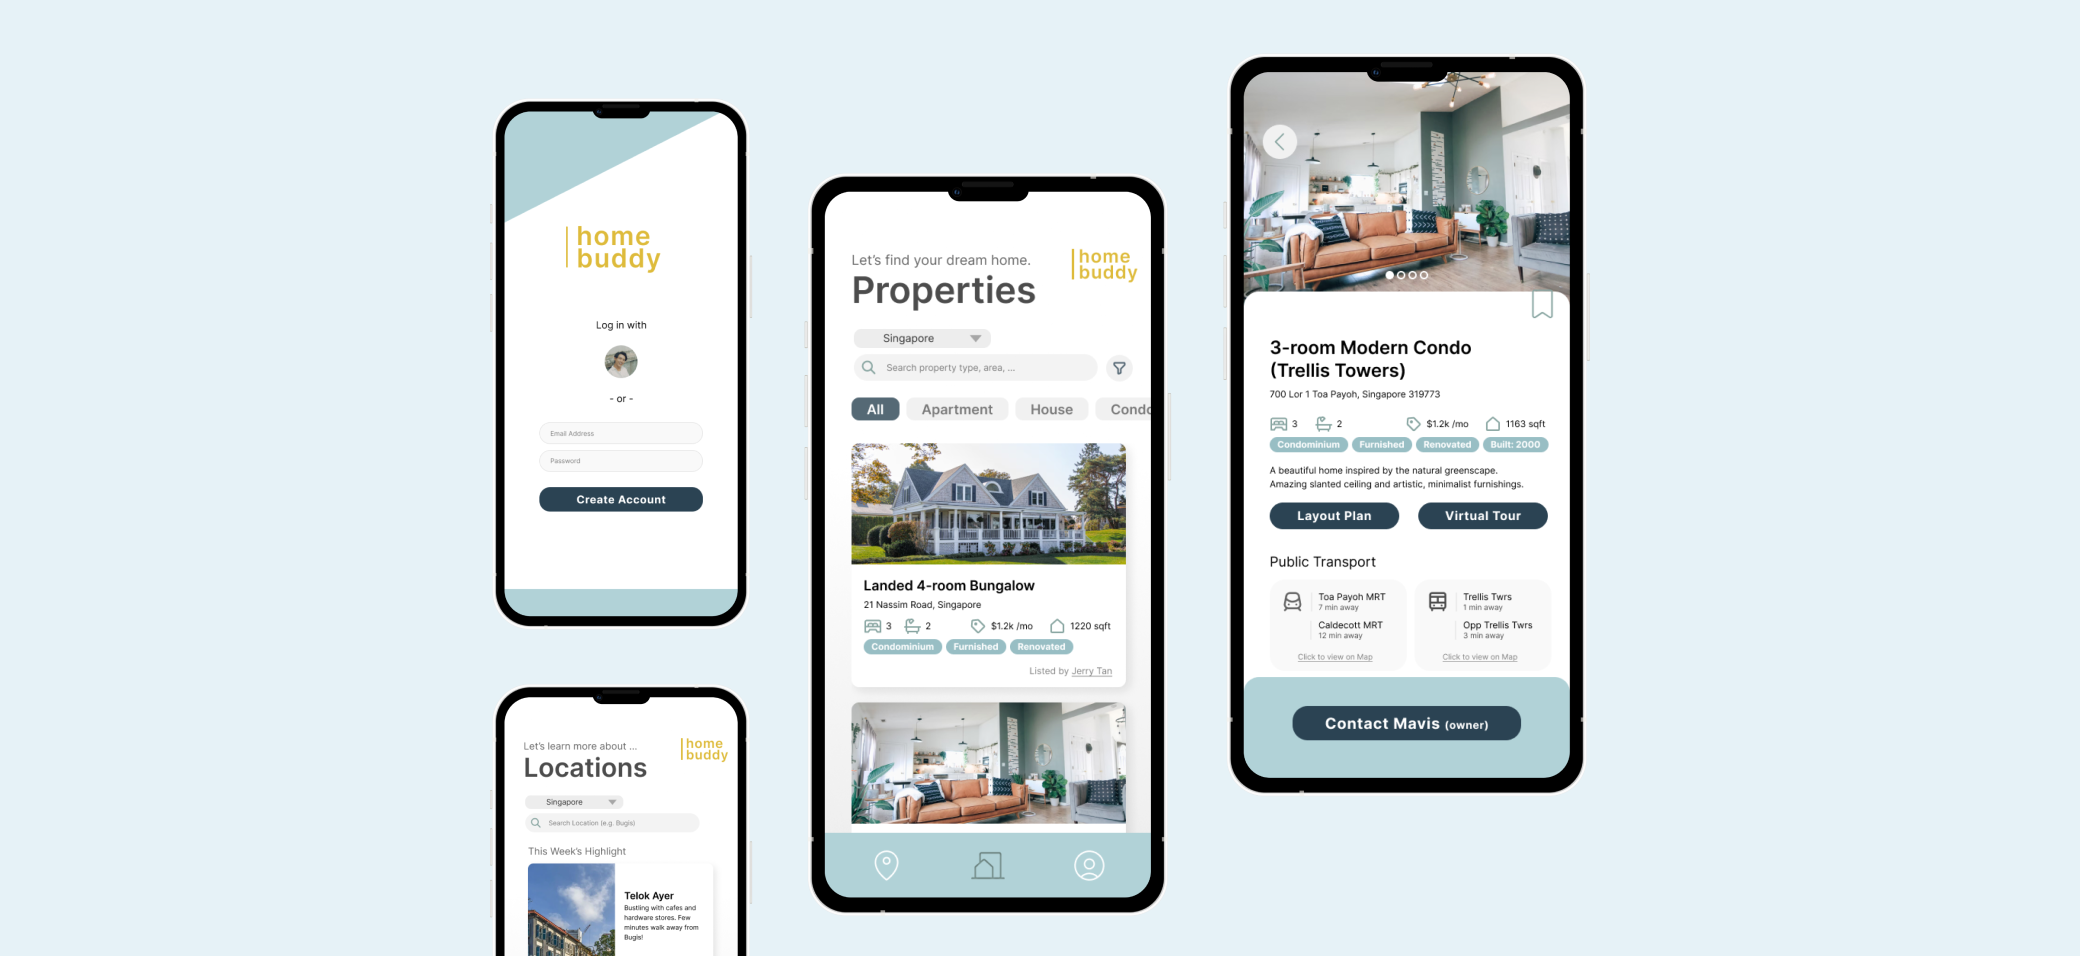 home
buddy
Log in with
- or -
Email Address
Password
Create Account
Let's learn more about ...
Locations
home
buddy
Singapore
Search Location (e.g. Bugis)
This Week's Highlight
Telok Ayer
Bustling with cafes and
hardware stores. Few
minutes walk away from
Bugis!
Let's find your dream home.
Properties
home
buddy
Singapore
Search property type, area, ...
All
Apartment
House
Condo
Landed 4-room Bungalow
21 Nassim Road, Singapore
3 2 $1.2k /mo 1220 sqft
Condominium Furnished Renovated
Listed by Jerry Tan
3-room Modern Condo
(Trellis Towers)
700 Lor 1 Toa Payoh, Singapore 319773
3 2 $1.2k /mo 1163 sqft
Condominium Furnished Renovated Built: 2000
A beautiful home inspired by the natural greenscape.
Amazing slanted ceiling and artistic, minimalist furnishings.
Layout Plan
Virtual Tour
Public Transport
Toa Payoh MRT
7 min away
Caldecott MRT
12 min away
Click to view on Map
Trellis Twrs
1 min away
Opp Trellis Twrs
3 min away
Click to view on Map
Contact Mavis (owner)